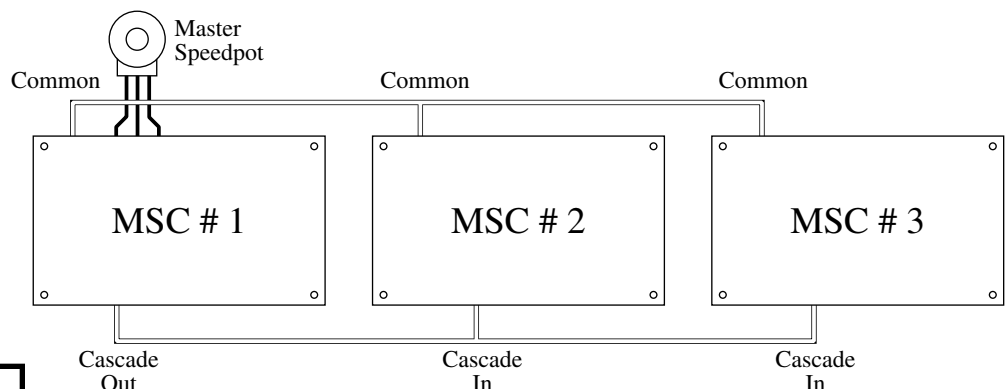 Master
Speedpot
Common
Common
Common
MSC # 1
MSC # 2
MSC # 3
Cascade
Out
Cascade
In
Cascade
In